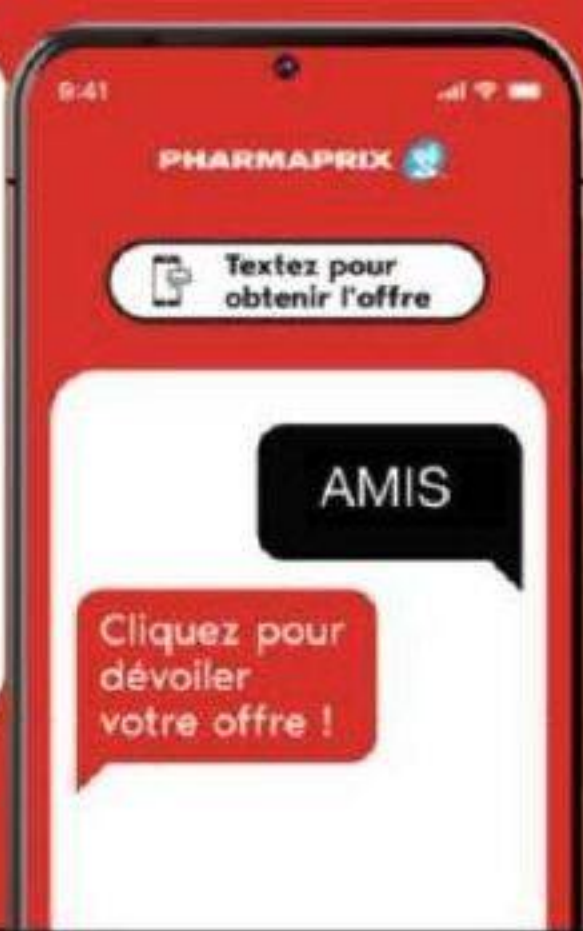 9:41
PHARMAPRIX
Textez pour
obtenir l'offre
AMIS
Cliquez pour
dévoiler
votre offre !